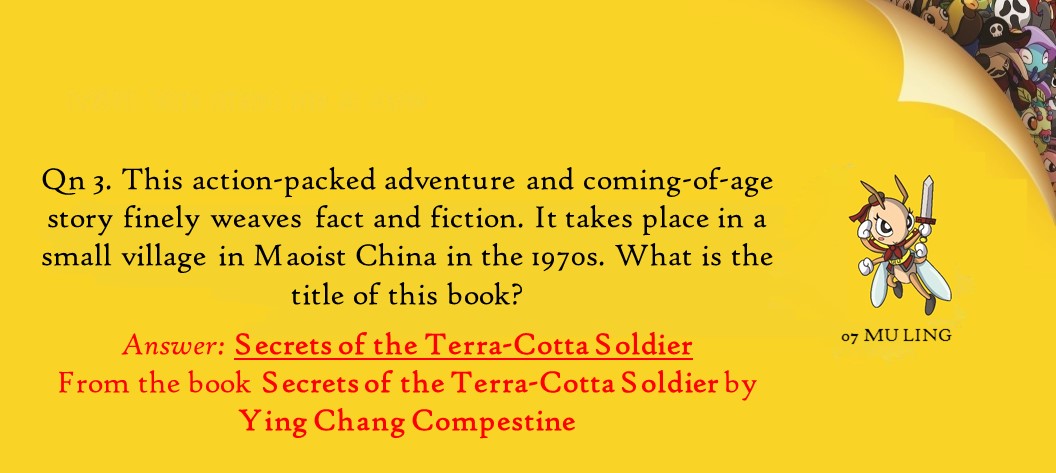 Qn 3. This action-packed adventure and coming-of-age
story finely weaves fact and fiction. It takes place in a
small village in Maoist China in the 1970s. What is the
title of this book?
Answer: Secrets of the Terra-Cotta Soldier
From the book Secrets of the Terra-Cotta Soldier by
Ying Chang Compestine
07 MU LING